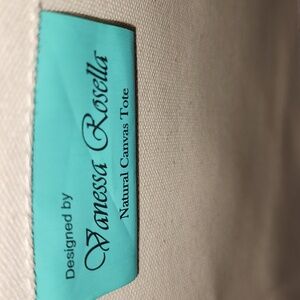 Designed by
Vanessa Rosella
Natural Canvas Tote